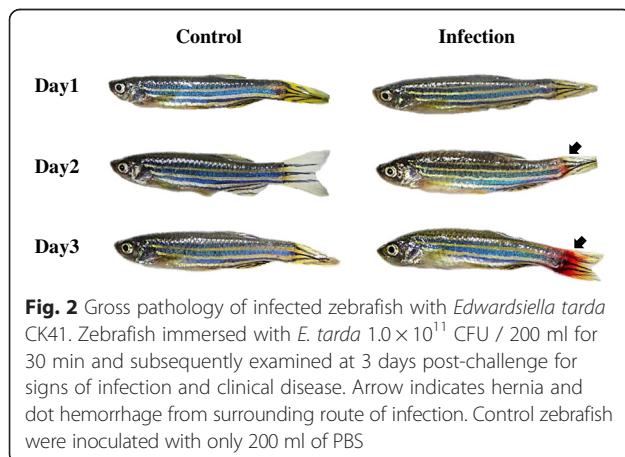 Control Infection
Day1
Day2
Day3
Fig. 2 Gross pathology of infected zebrafish with Edwardsiella tarda
CK41. Zebrafish immersed with E. tarda 1.0 × 10¹¹ CFU / 200 ml for
30 min and subsequently examined at 3 days post-challenge for
signs of infection and clinical disease. Arrow indicates hernia and
dot hemorrhage from surrounding route of infection. Control zebrafish
were inoculated with only 200 ml of PBS